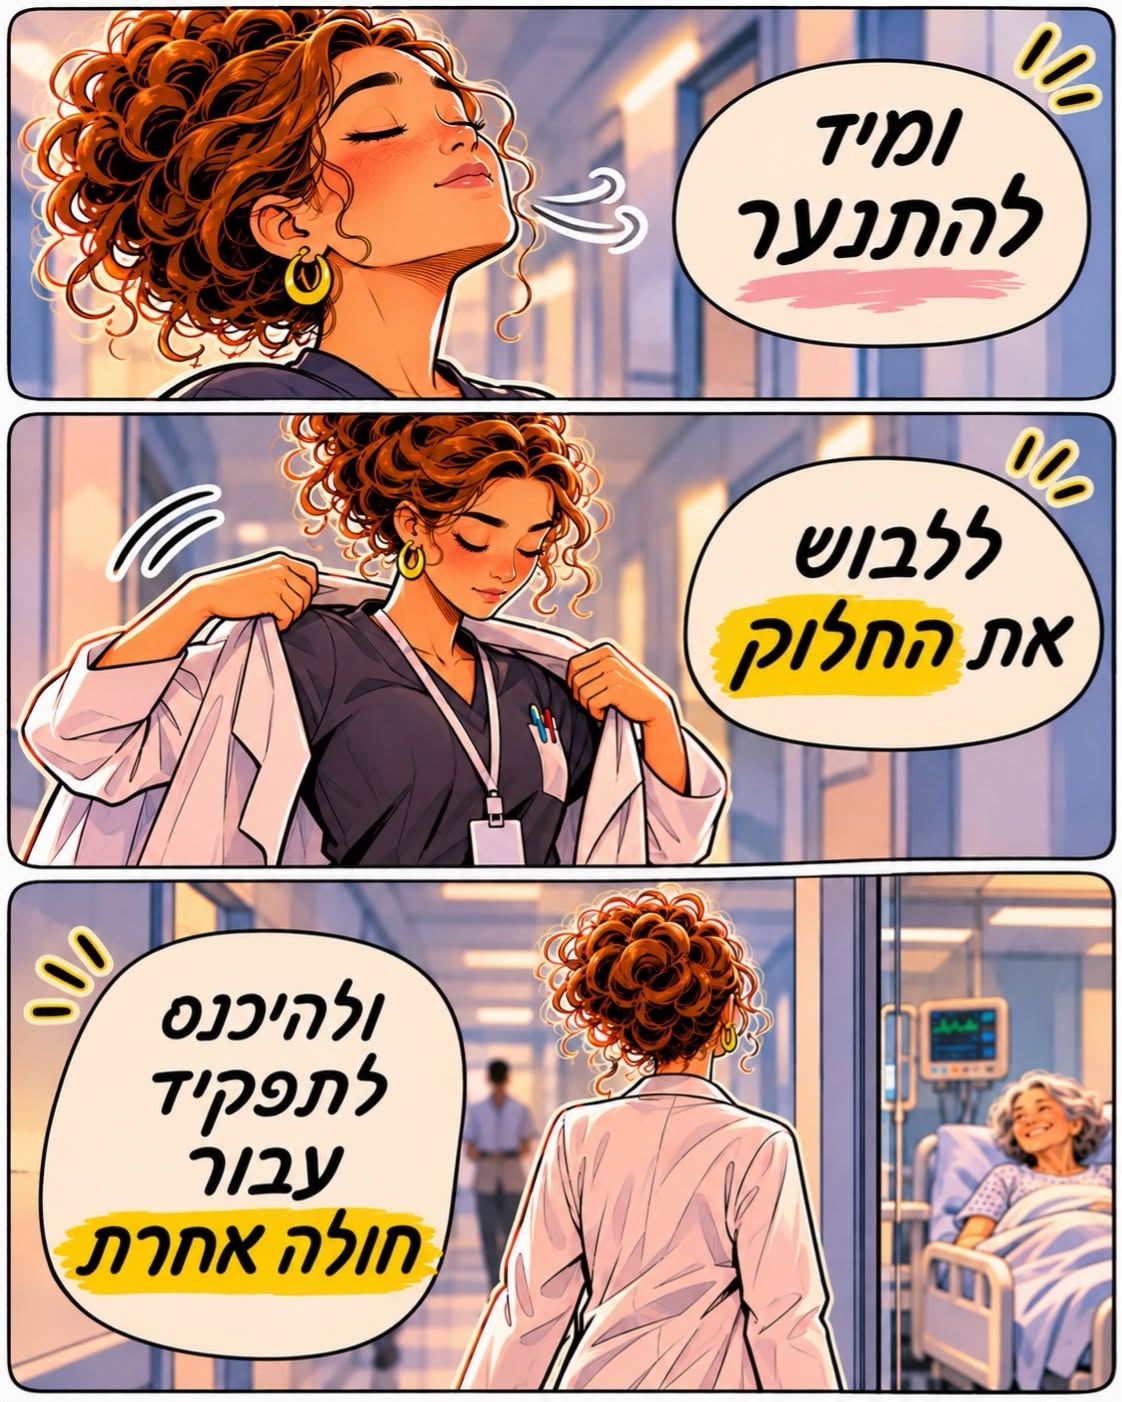 ומיד
להתנער
ללבוש
את החלוק
ולהיכנס
לתפקיד
עבור
חולה אחרת